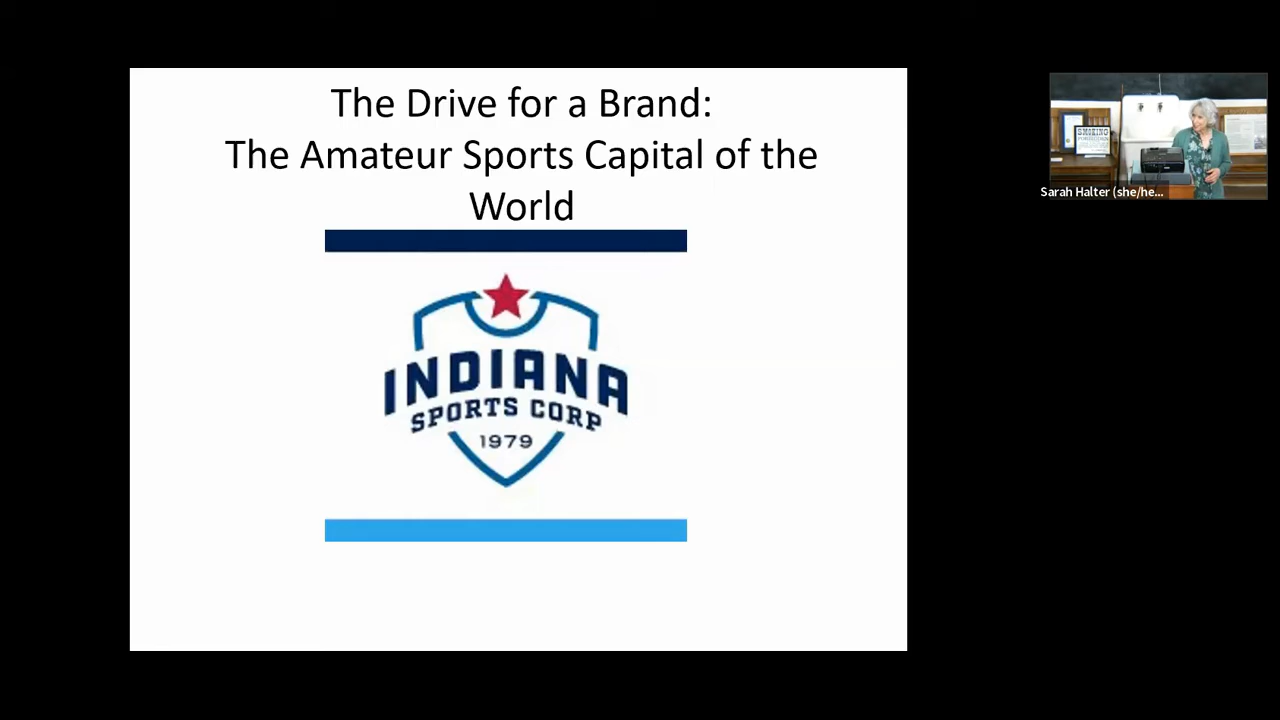 The Drive for a Brand:
The Amateur Sports Capital of the
World
INDIANA
SPORTS CORP
1979
SMOKING
Sarah Halter (she/he...